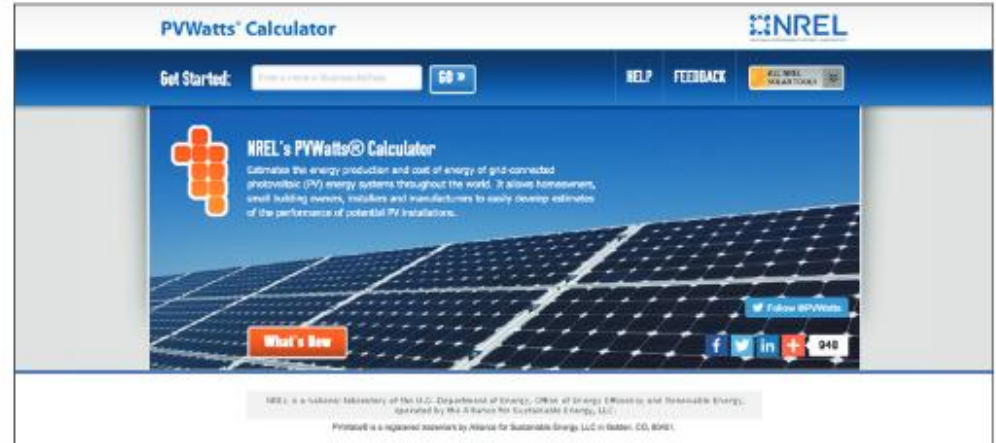 PVWatts® Calculator
NREL
Get Started:
GO »
HELP
FEEDBACK
ALL NREL
SOLAR TOOLS
NREL's PVWatts® Calculator
Estimates the energy production and cost of energy of grid-connected
photovoltaic (PV) energy systems throughout the world. It allows homeowners,
small building owners, installers and manufacturers to easily develop estimates
of the performance of potential PV installations.
Follow @PVWatts
What's New
f
in
+
948
NREL is a national laboratory of the U.S. Department of Energy, Office of Energy Efficiency and Renewable Energy,
operated by the Alliance for Sustainable Energy, LLC.
PVWatts® is a registered trademark by Alliance for Sustainable Energy, LLC in Golden, CO, 80401.